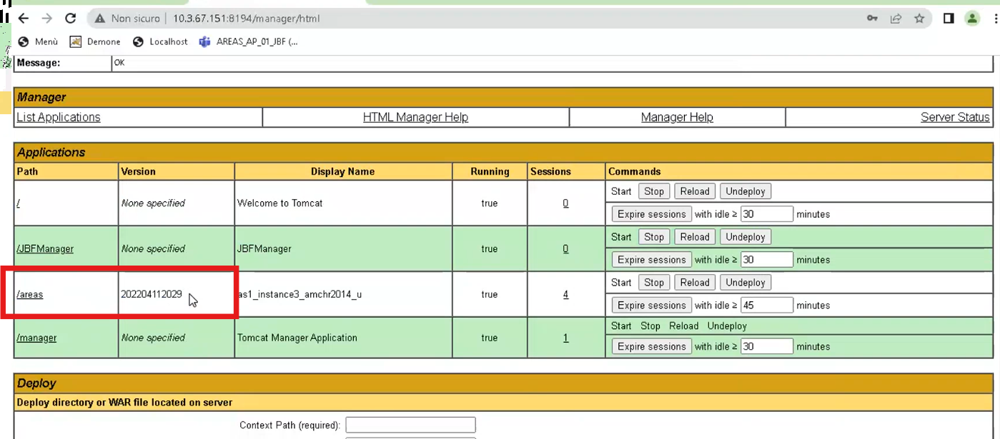 Non sicuro | 10.3.67.151:8194/manager/html
Menù Demone Localhost AREAS_AP_01_JBF (...
Message: OK
Manager
List Applications HTML Manager Help Manager Help Server Status
Applications
Path Version Display Name Running Sessions Commands
/ None specified Welcome to Tomcat true 0 Start Stop Reload Undeploy
Expire sessions with idle ≥ 30 minutes
/JBFManager None specified JBFManager true 0 Start Stop Reload Undeploy
Expire sessions with idle ≥ 30 minutes
/areas 202204112029 as1_instance3_amchr2014_u true 4 Start Stop Reload Undeploy
Expire sessions with idle ≥ 45 minutes
/manager None specified Tomcat Manager Application true 1 Start Stop Reload Undeploy
Expire sessions with idle ≥ 30 minutes
Deploy
Deploy directory or WAR file located on server
Context Path (required):